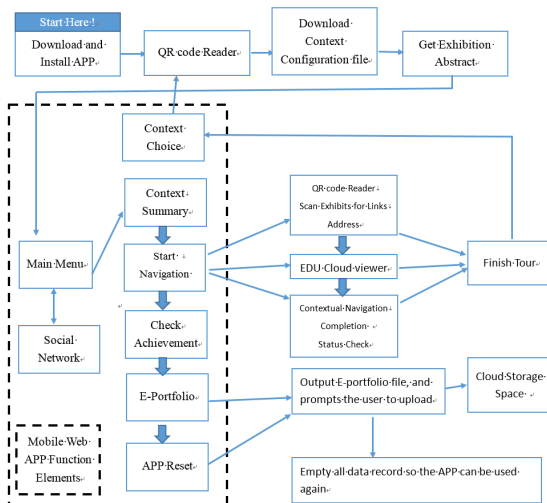 Start Here !
Download and
Install APP
QR code Reader
Download
Context
Configuration file
Get Exhibition
Abstract
Context
Choice
Context
Summary
QR code Reader
Scan Exhibits for Links
Address
Main Menu
Start
Navigation
EDU Cloud viewer
Finish Tour
Social
Network
Check
Achievement
Contextual Navigation
Completion
Status Check
E-Portfolio
Output E-portfolio file, and
prompts the user to upload
Cloud Storage
Space
Mobile Web
APP Function
Elements
APP Reset
Empty all data record so the APP can be used
again